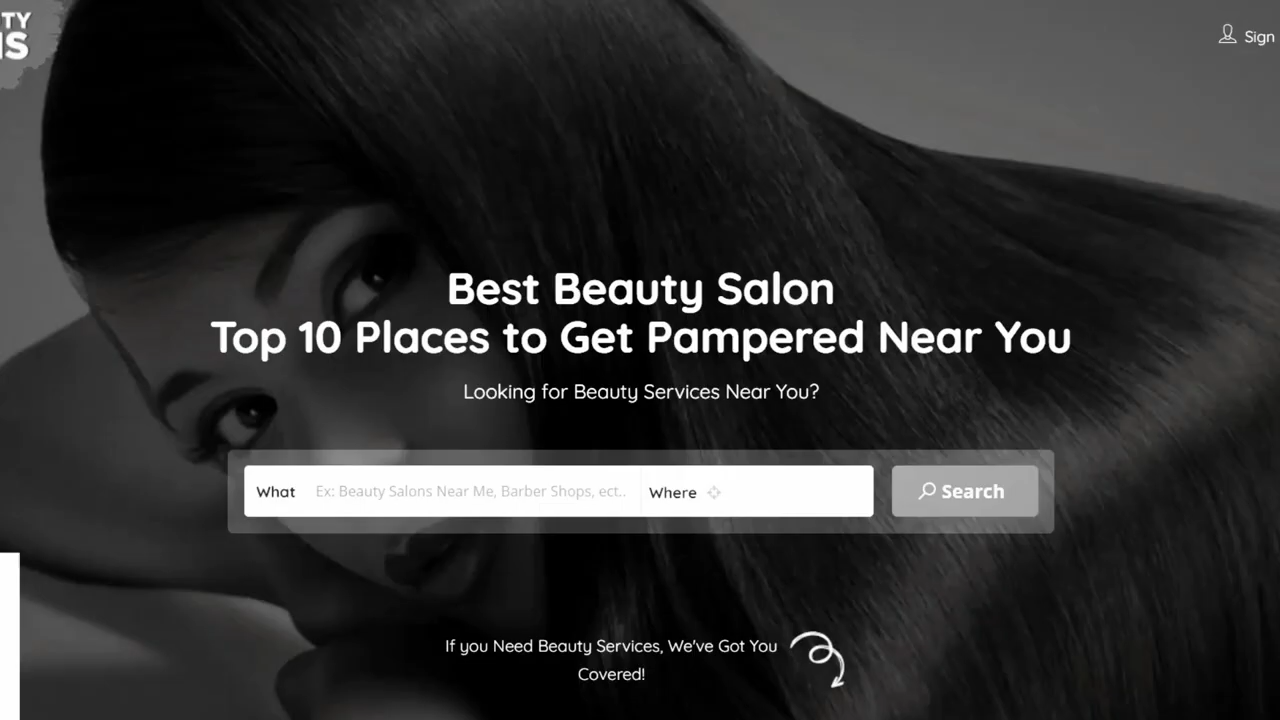 TY
IS
Sign
Best Beauty Salon
Top 10 Places to Get Pampered Near You
Looking for Beauty Services Near You?
What Ex: Beauty Salons Near Me, Barber Shops, ect.. Where Search
If you Need Beauty Services, We've Got You
Covered!